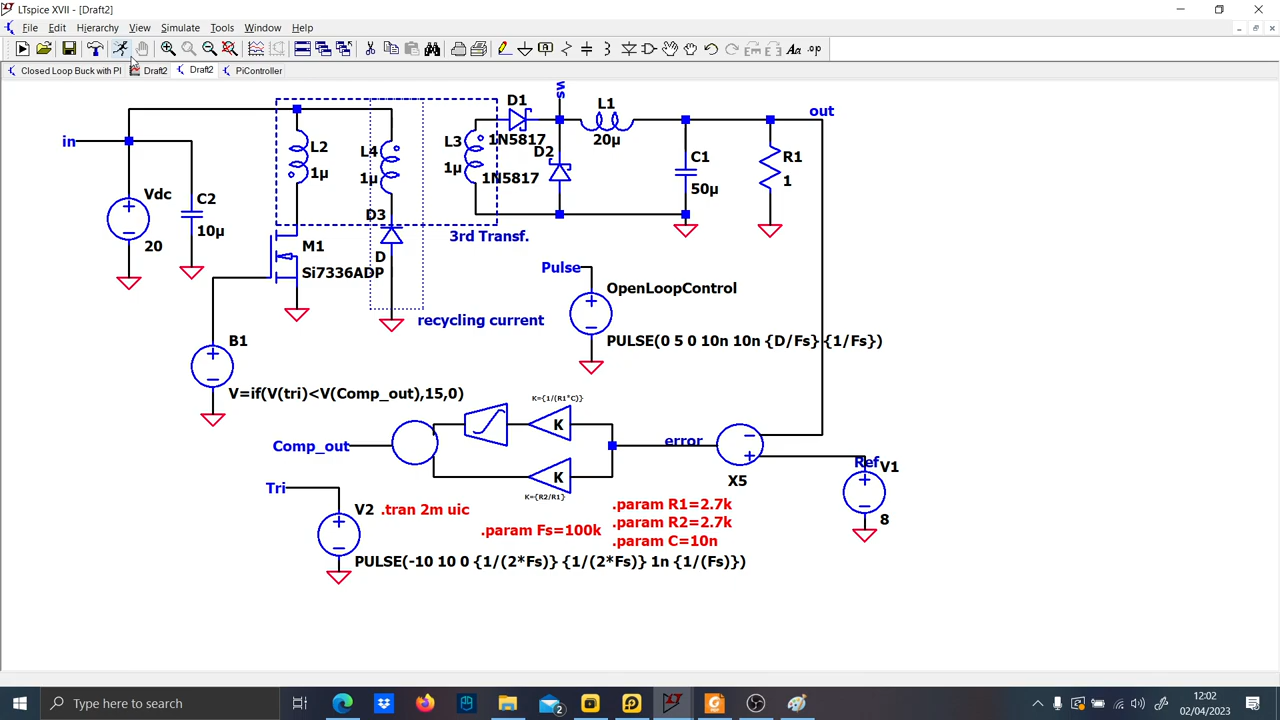 LTspice XVII - [Draft2]
File Edit Hierarchy View Simulate Tools Window Help
Closed Loop Buck with PI Draft2 Draft2 PiController
in
Vdc
20
C2
10µ
L2
1µ
L4
1µ
L3
1µ
D1
1N5817
D2
1N5817
sw
L1
20µ
C1
50µ
R1
1
out
D3
D
3rd Transf.
M1
Si7336ADP
recycling current
Pulse
OpenLoopControl
PULSE(0 5 0 10n 10n {D/Fs} {1/Fs})
B1
V=if(V(tri)<V(Comp_out),15,0)
K={1/(R1*C)}
K
K
K={R2/R1}
Comp_out
error
X5
Ref
V1
8
Tri
V2
.tran 2m uic
.param Fs=100k
.param R1=2.7k
.param R2=2.7k
.param C=10n
PULSE(-10 10 0 {1/(2*Fs)} {1/(2*Fs)} 1n {1/(Fs)})
Type here to search
12:02
02/04/2023